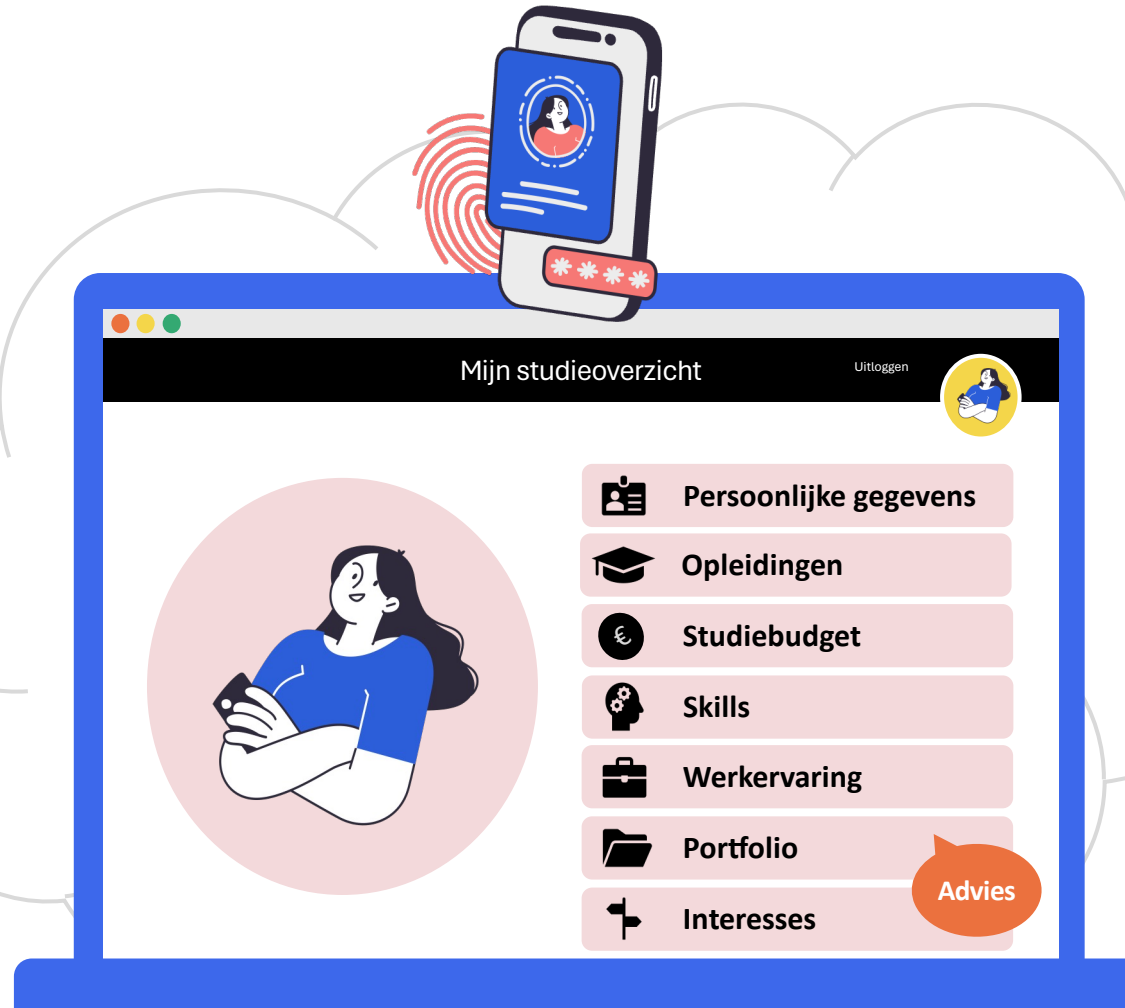 ****
Mijn studieoverzicht
Uitloggen
Persoonlijke gegevens
Opleidingen
€
Studiebudget
Skills
Werkervaring
Portfolio
Advies
Interesses